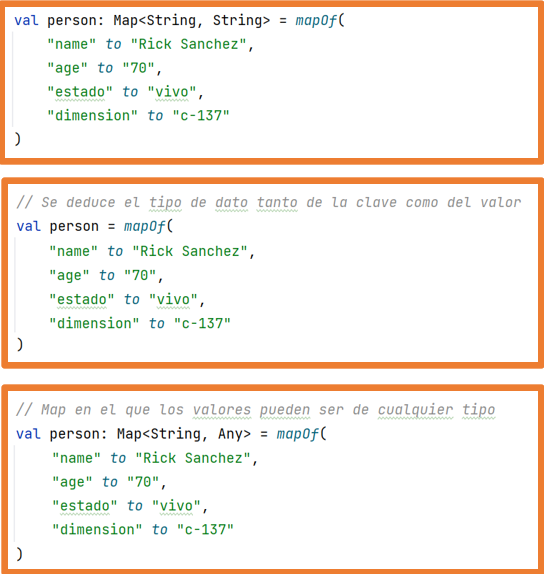 val person: Map<String, String> = mapOf(
"name" to "Rick Sanchez",
"age" to "70",
"estado" to "vivo",
"dimension" to "c-137"
)
// Se deduce el tipo de dato tanto de la clave como del valor
val person = mapOf(
"name" to "Rick Sanchez",
"age" to "70",
"estado" to "vivo",
"dimension" to "c-137"
)
// Map en el que los valores pueden ser de cualquier tipo
val person: Map<String, Any> = mapOf(
"name" to "Rick Sanchez",
"age" to "70",
"estado" to "vivo",
"dimension" to "c-137"
)